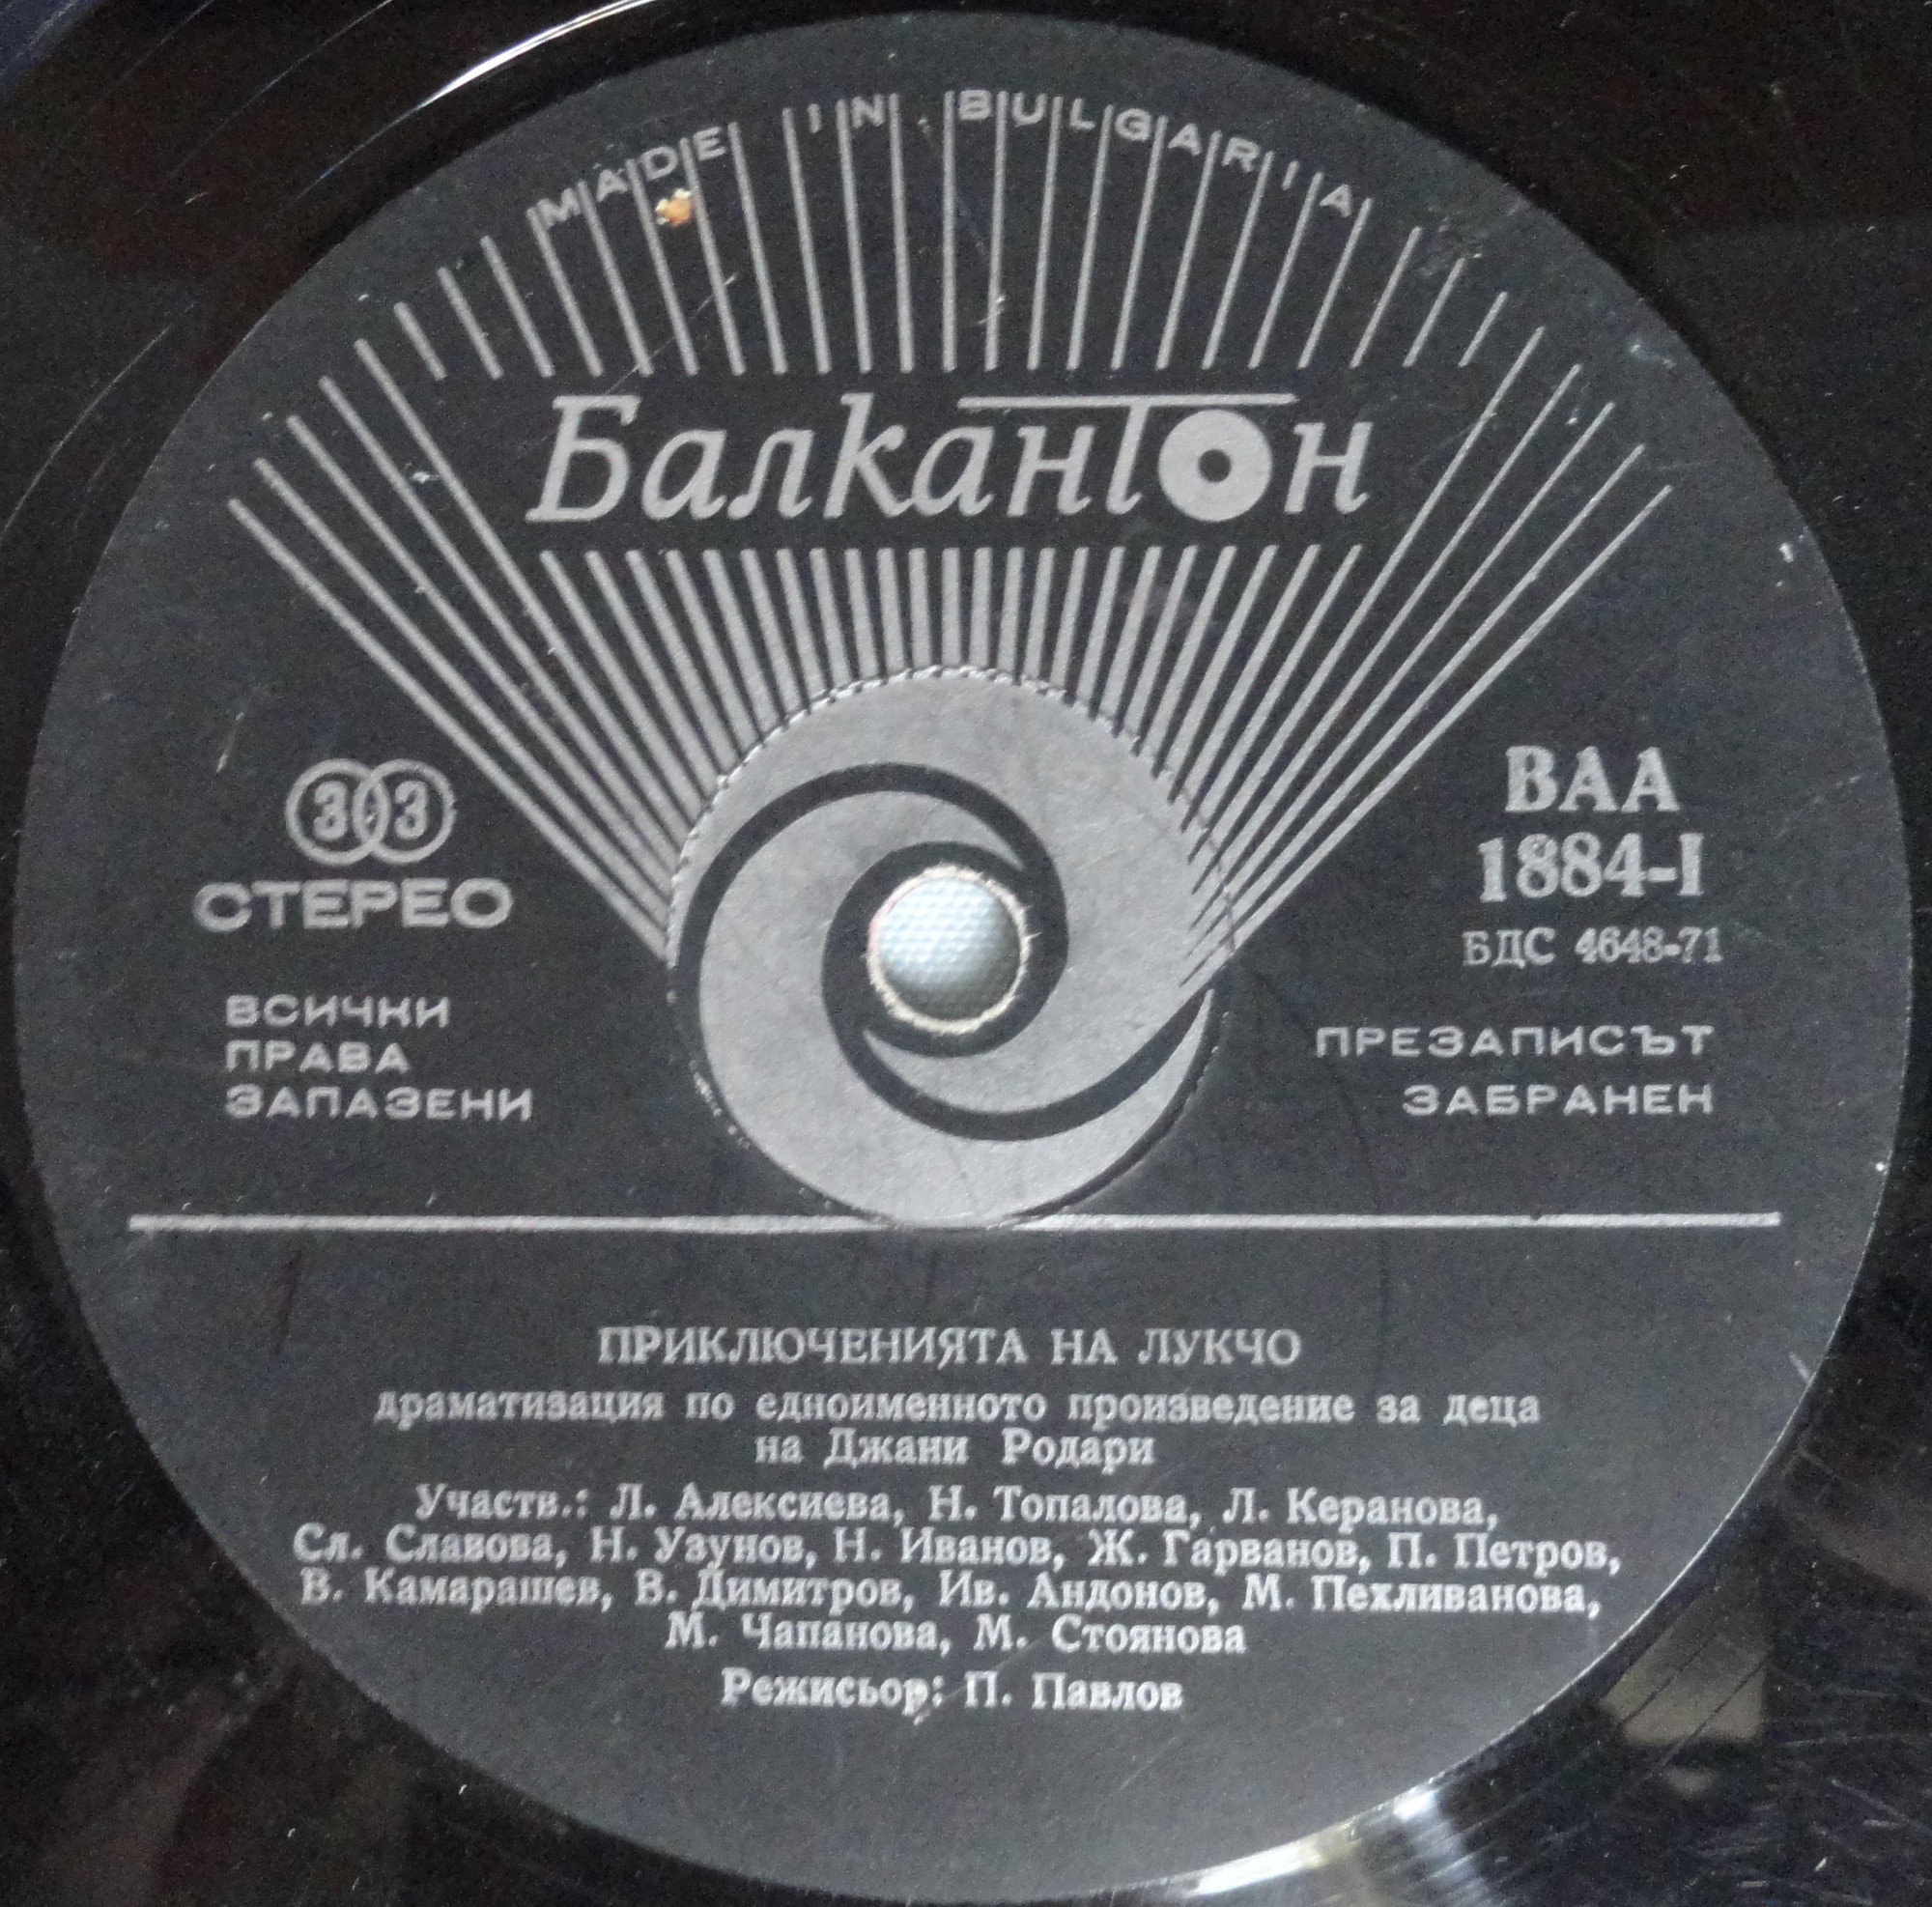 MADE IN BULGARIA
Балкантон
33
СТЕРЕО
ВСИЧКИ
ПРАВА
ЗАПАЗЕНИ
ВАА
1884-I
БДС 4648-71
ПРЕЗАПИСЪТ
ЗАБРАНЕН
ПРИКЛЮЧЕНИЯТА НА ЛУКЧО
драматизация по едноименното произведение за деца
на Джани Родари
Участв.: Л. Алексиева, Н. Топалова, Л. Керанова,
Сл. Славова, Н. Узунов, Н. Иванов, Ж. Гарванов, П. Петров,
В. Камарашев, В. Димитров, Ив. Андонов, М. Пехливанова,
М. Чапанова, М. Стоянова
Режисьор: П. Павлов